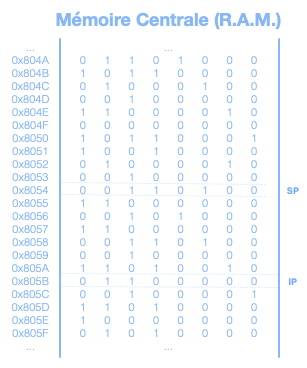 Mémoire Centrale (R.A.M.)
... ...
0x804A 0 1 1 0 1 0 0 0
0x804B 1 0 1 1 0 0 0 0
0x804C 0 1 0 0 0 1 0 0
0x804D 0 0 0 1 0 0 0 0
0x804E 1 1 0 0 0 0 1 0
0x804F 0 0 0 0 0 0 0 0
0x8050 1 0 1 1 0 0 0 1
0x8051 1 0 0 1 0 0 0 0
0x8052 0 1 0 0 0 0 1 0
0x8053 0 0 0 1 0 0 0 0
0x8054 0 0 1 1 0 1 0 0 SP
0x8055 1 1 0 0 0 0 0 0
0x8056 0 0 1 0 1 0 0 0
0x8057 1 1 0 0 0 0 0 0
0x8058 0 0 1 1 0 1 0 0
0x8059 0 0 0 1 0 0 0 0
0x805A 1 1 0 1 0 0 1 0
0x805B 0 1 1 0 0 0 0 0 IP
0x805C 0 0 1 0 0 0 0 1
0x805D 1 1 0 1 0 0 0 0
0x805E 1 0 0 0 0 0 0 0
0x805F 0 1 0 1 0 0 0 0
... ...